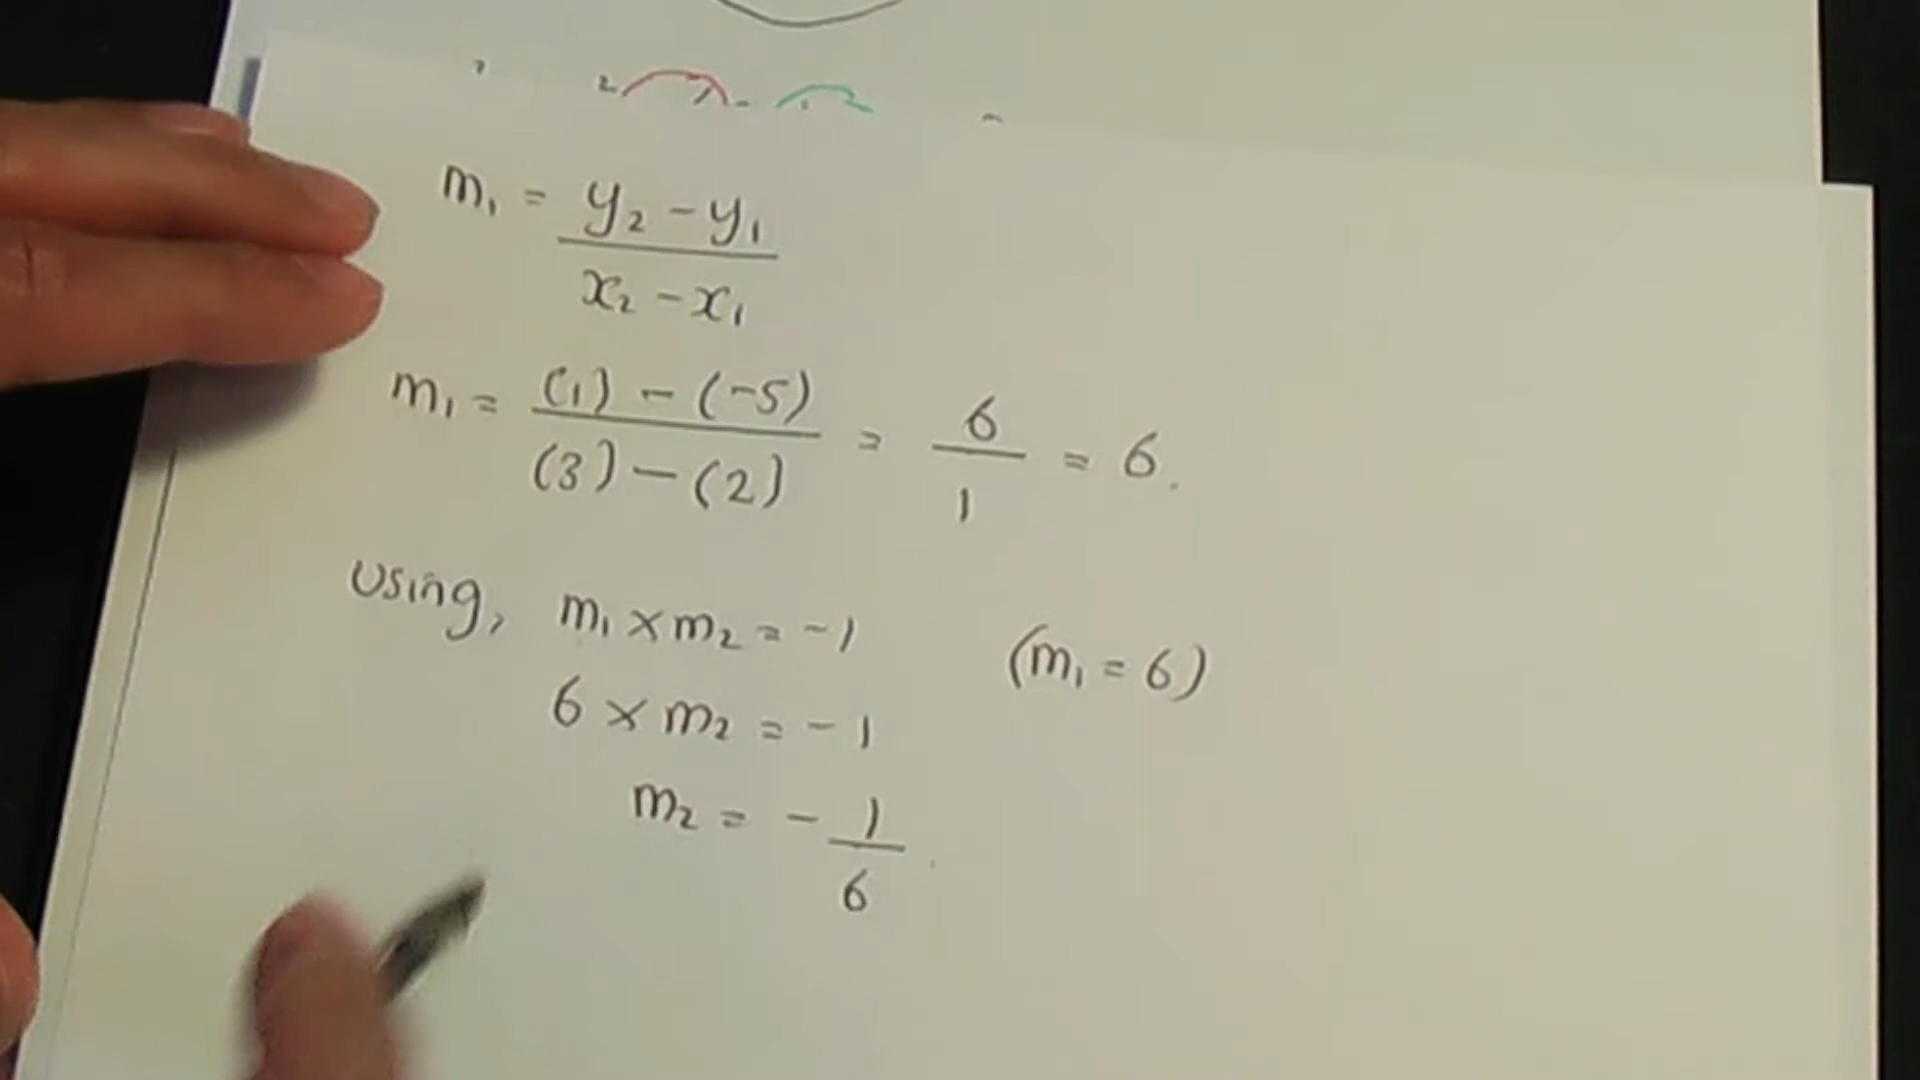 m₁ = y₂ - y₁ / x₂ - x₁
m₁ = (1) - (-5) / (3) - (2) = 6 / 1 = 6.
Using, m₁ × m₂ = -1 (m₁ = 6)
6 × m₂ = -1
m₂ = - 1 / 6